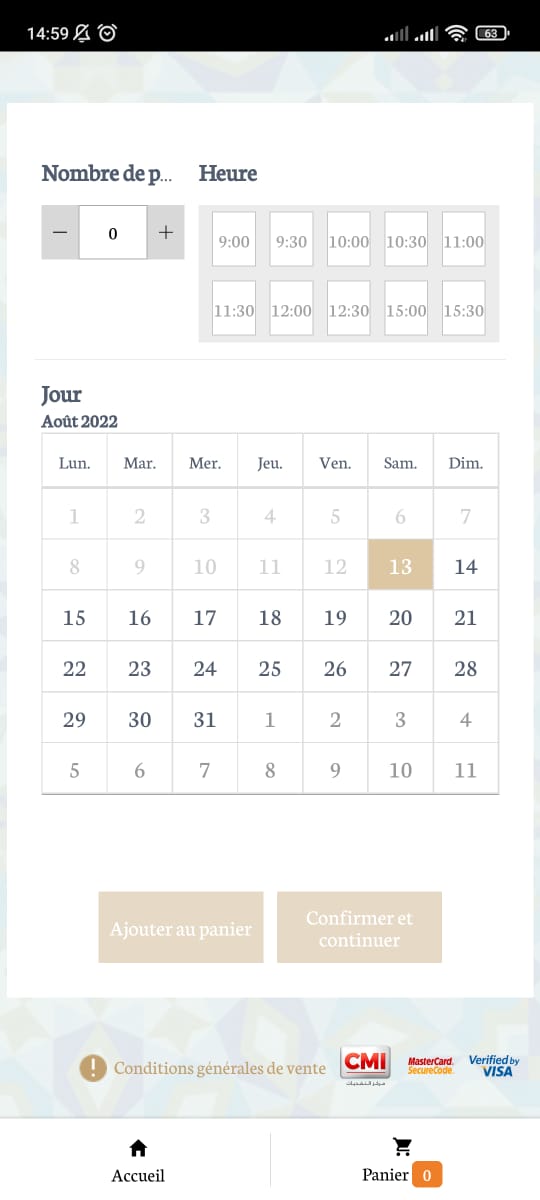 14:59 63
Nombre de p... Heure
− 0 +
9:00 9:30 10:00 10:30 11:00
11:30 12:00 12:30 15:00 15:30
Jour
Août 2022
Lun. Mar. Mer. Jeu. Ven. Sam. Dim.
1 2 3 4 5 6 7
8 9 10 11 12 13 14
15 16 17 18 19 20 21
22 23 24 25 26 27 28
29 30 31 1 2 3 4
5 6 7 8 9 10 11
Ajouter au panier
Confirmer et
continuer
! Conditions générales de vente
CMI
مركز النقديات
MasterCard.
SecureCode.
Verified by
VISA
Accueil
Panier 0